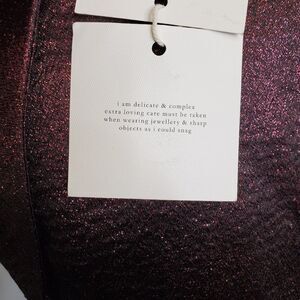 i am delicate & complex
extra loving care must be taken
when wearing jewellery & sharp
objects as i could snag